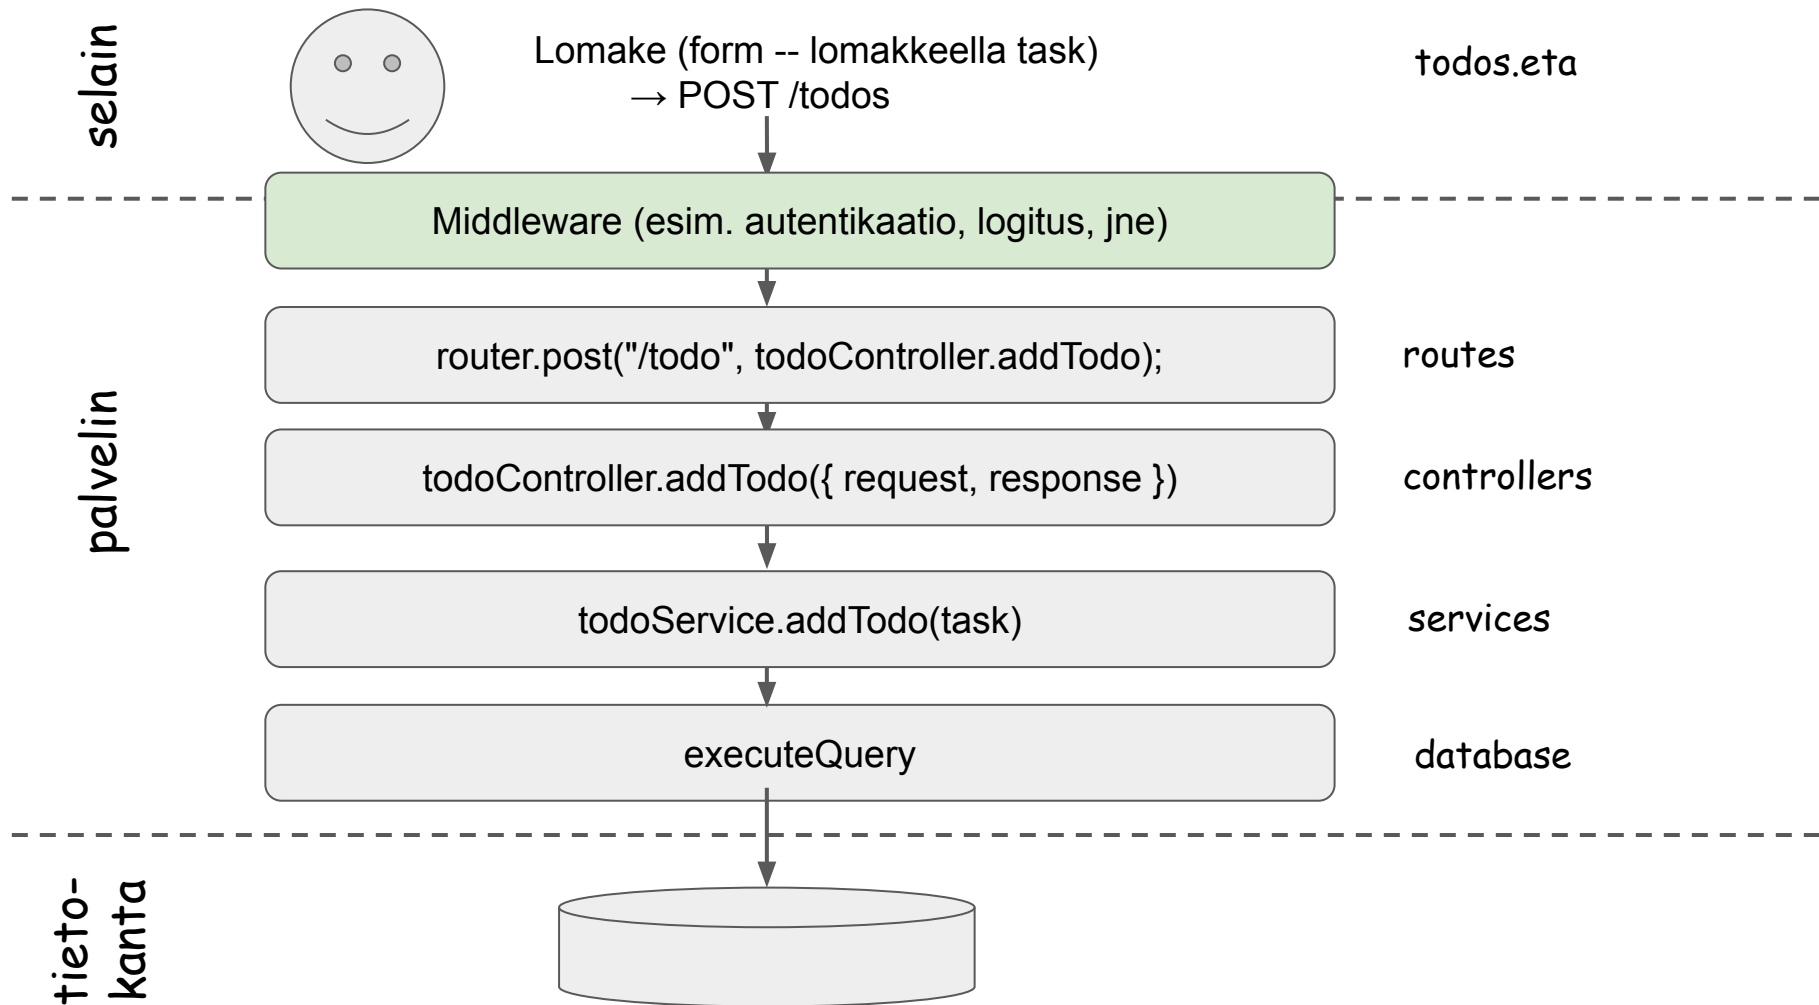 selain
Lomake (form -- lomakkeella task)
→ POST /todos
todos.eta
Middleware (esim. autentikaatio, logitus, jne)
palvelin
router.post("/todo", todoController.addTodo);
routes
todoController.addTodo({ request, response })
controllers
todoService.addTodo(task)
services
executeQuery
database
tieto-
kanta